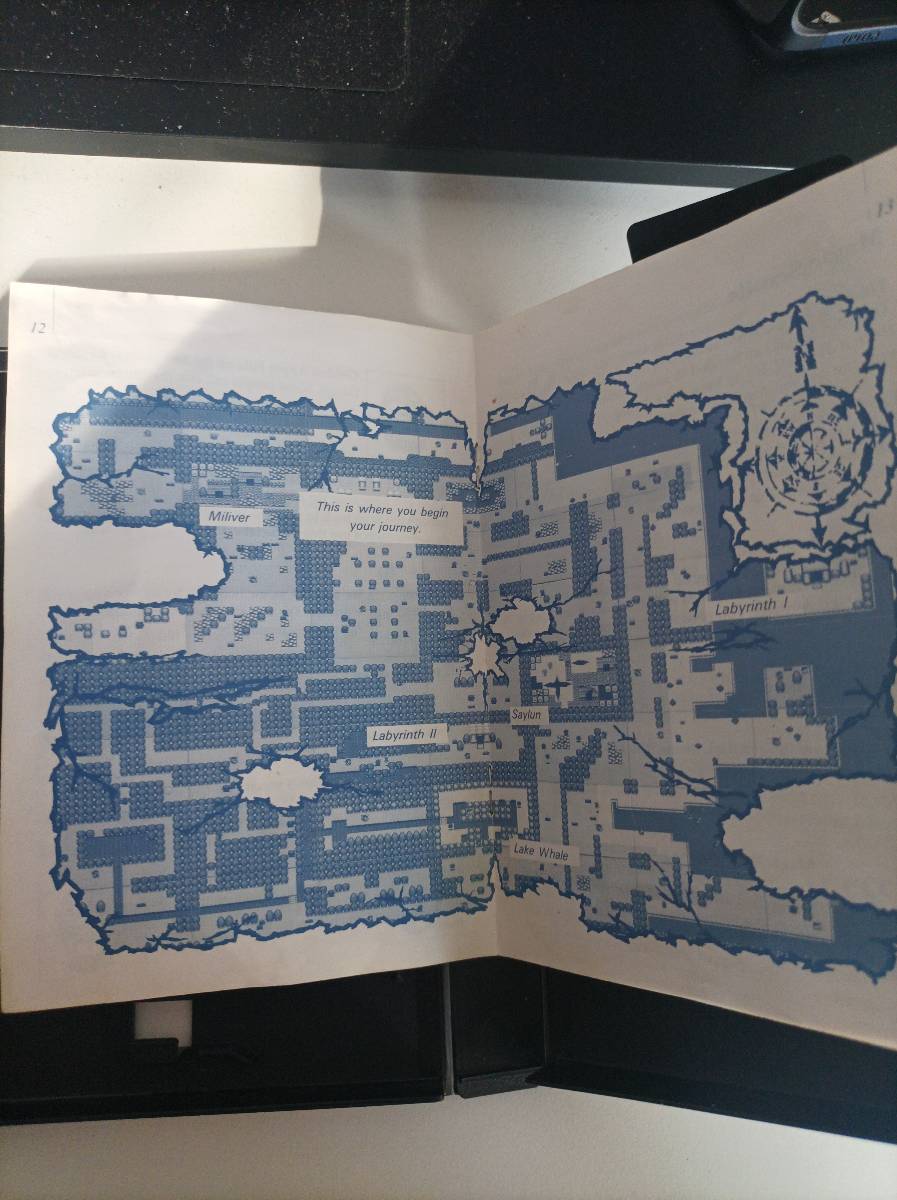 12
13
N
Miliver
This is where you begin
your journey.
Labyrinth I
Saylun
Labyrinth II
Lake Whale